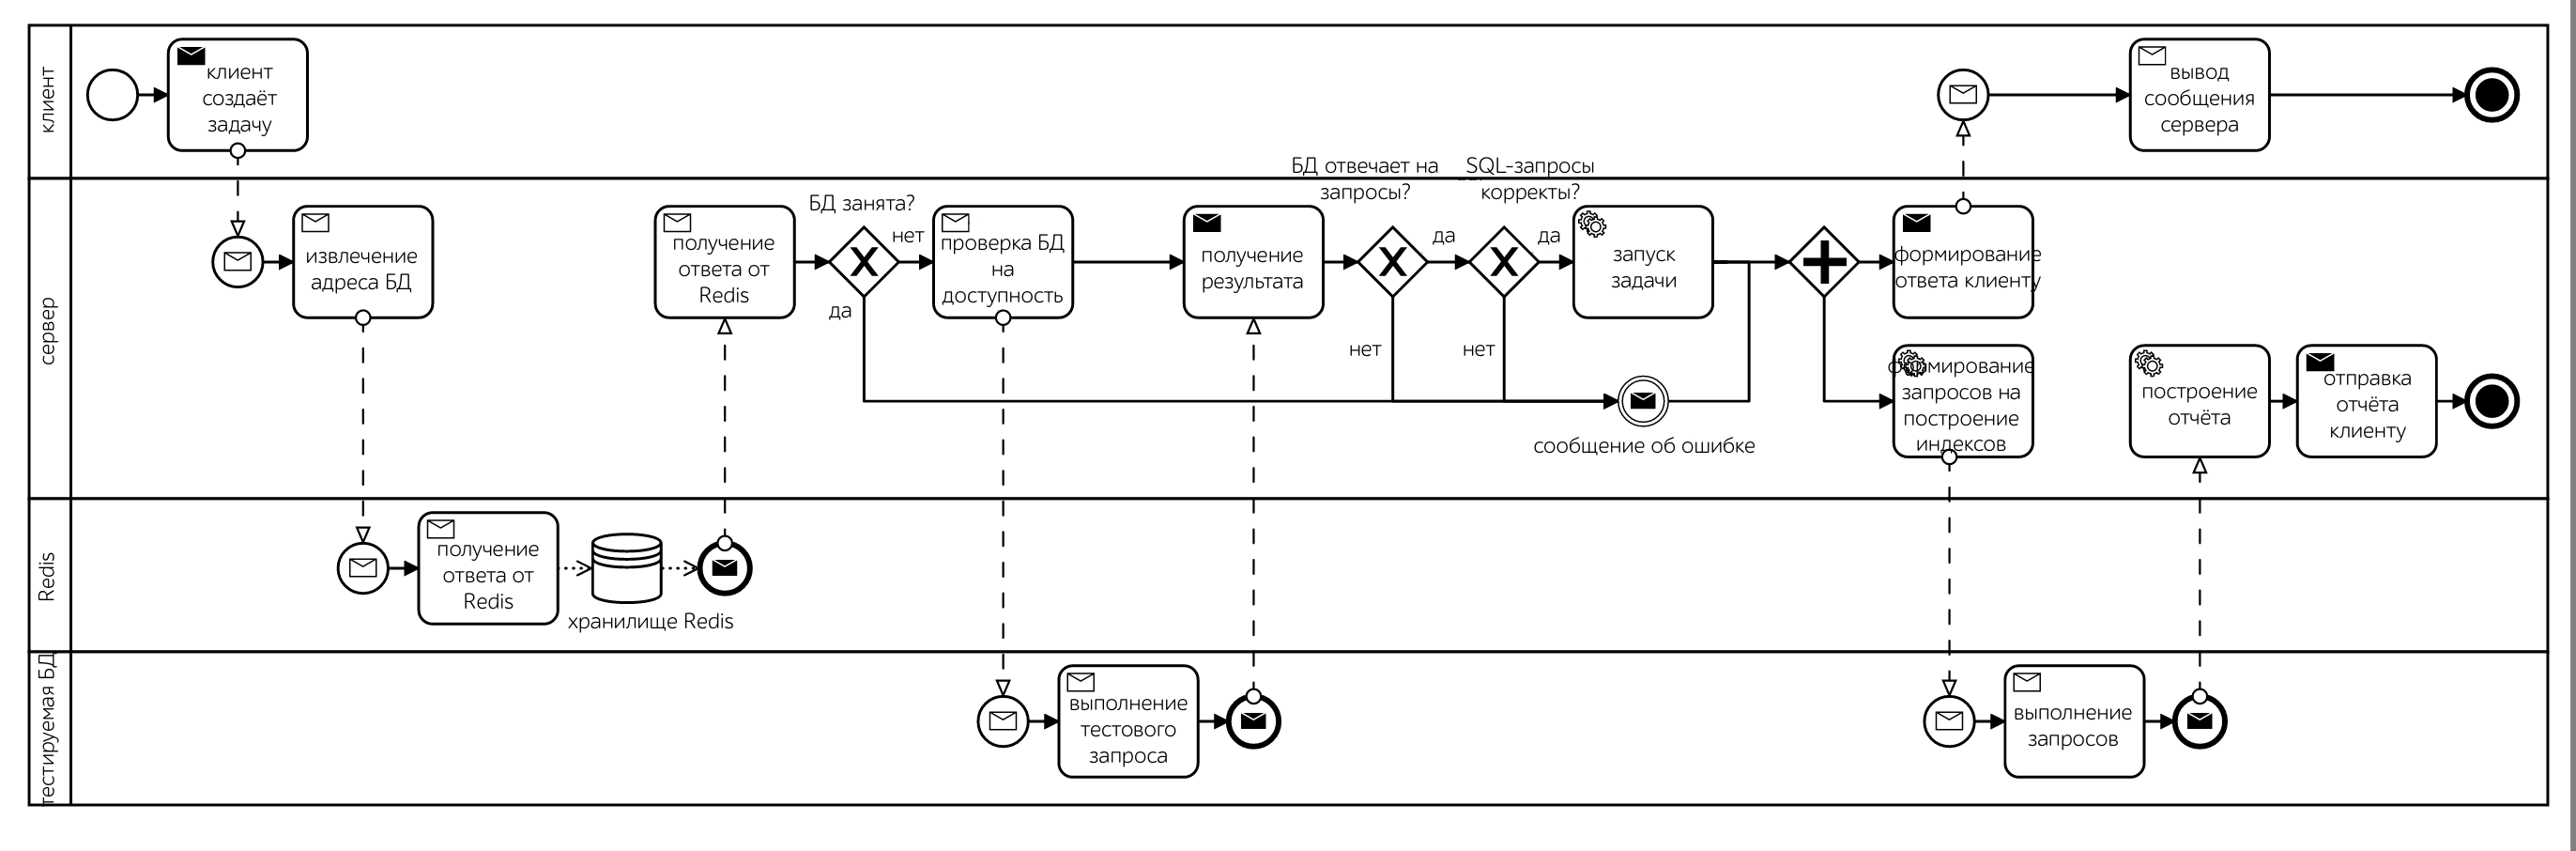 клиент
клиент
создаёт
задачу
вывод
сообщения
сервера
сервер
извлечение
адреса БД
получение
ответа от
Redis
БД занята?
нет
да
проверка БД
на
доступность
получение
результата
БД отвечает на
запросы?
да
нет
SQL-запросы
корректы?
да
нет
запуск
задачи
сообщение об ошибке
формирование
ответа клиенту
формирование
запросов на
построение
индексов
построение
отчёта
отправка
отчёта
клиенту
Redis
получение
ответа от
Redis
хранилище Redis
тестируемая БД
выполнение
тестового
запроса
выполнение
запросов